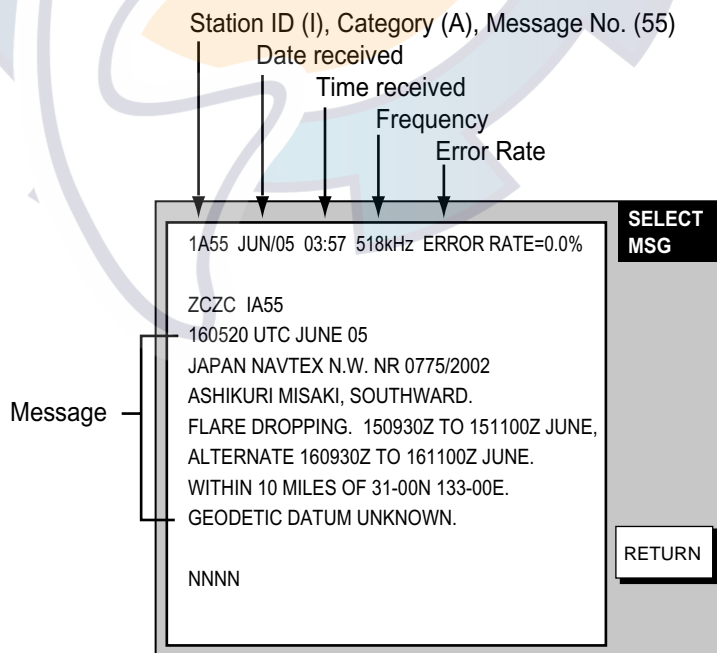 Station ID (I), Category (A), Message No. (55)
Date received
Time received
Frequency
Error Rate
SELECT
MSG
1A55 JUN/05 03:57 518kHz ERROR RATE=0.0%
ZCZC IA55
160520 UTC JUNE 05
JAPAN NAVTEX N.W. NR 0775/2002
ASHIKURI MISAKI, SOUTHWARD.
Message
FLARE DROPPING. 150930Z TO 151100Z JUNE,
ALTERNATE 160930Z TO 161100Z JUNE.
WITHIN 10 MILES OF 31-00N 133-00E.
GEODETIC DATUM UNKNOWN.
RETURN
NNNN